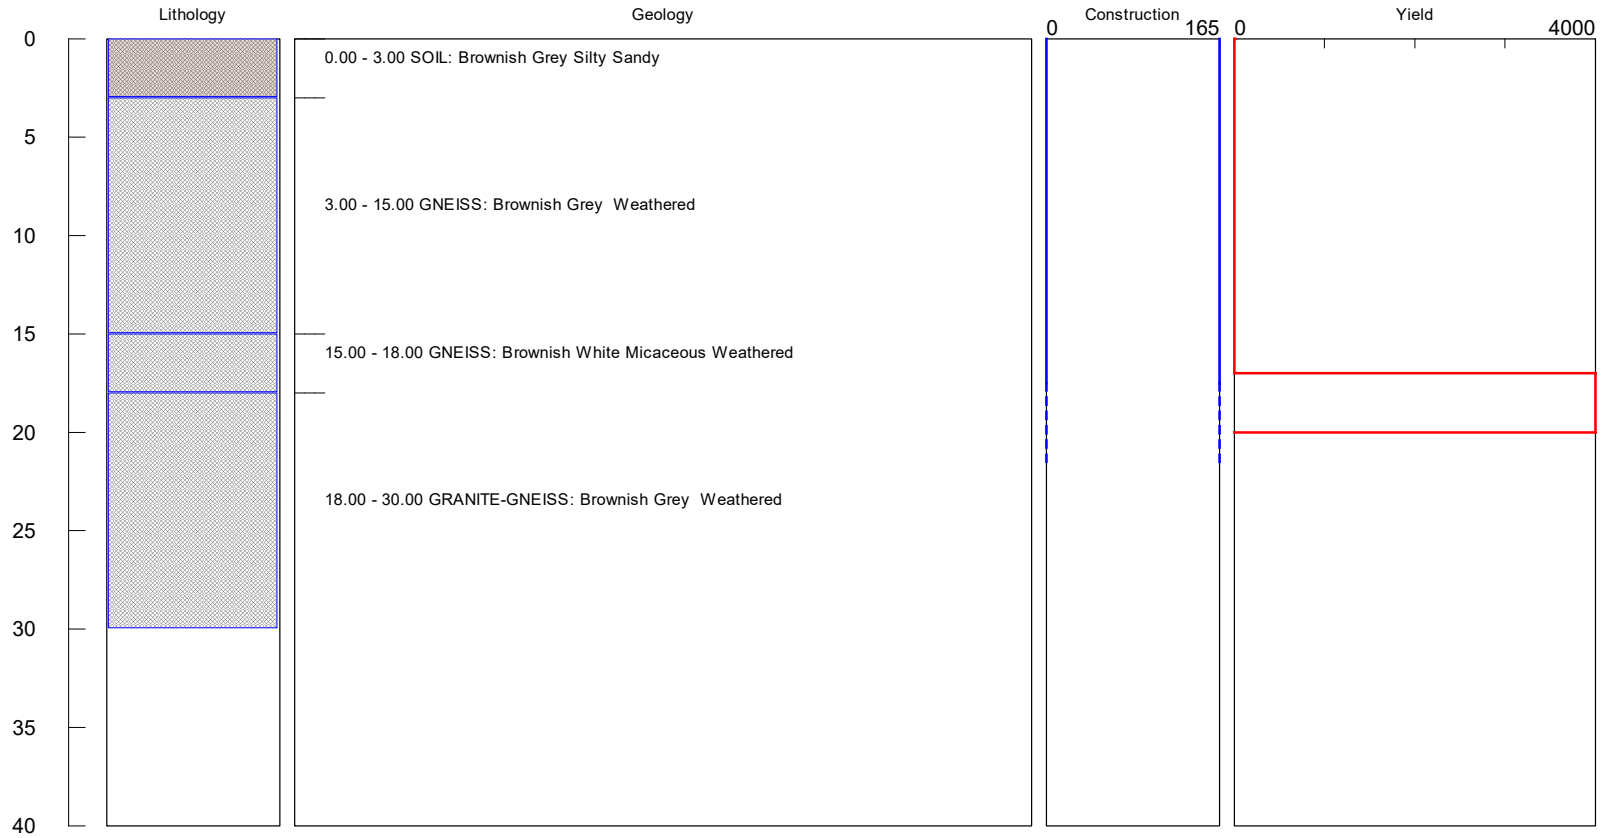 Lithology Geology Construction Yield
0 165 0 4000
0
0.00 - 3.00 SOIL: Brownish Grey Silty Sandy
5
3.00 - 15.00 GNEISS: Brownish Grey  Weathered
10
15
15.00 - 18.00 GNEISS: Brownish White Micaceous Weathered
20
18.00 - 30.00 GRANITE-GNEISS: Brownish Grey  Weathered
25
30
35
40